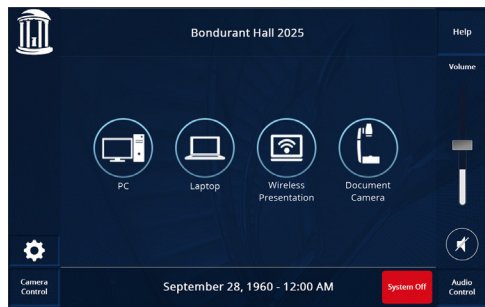 Bondurant Hall 2025
Help
Volume
PC
Laptop
Wireless
Presentation
Document
Camera
Camera
Control
September 28, 1960 - 12:00 AM
System Off
Audio
Control